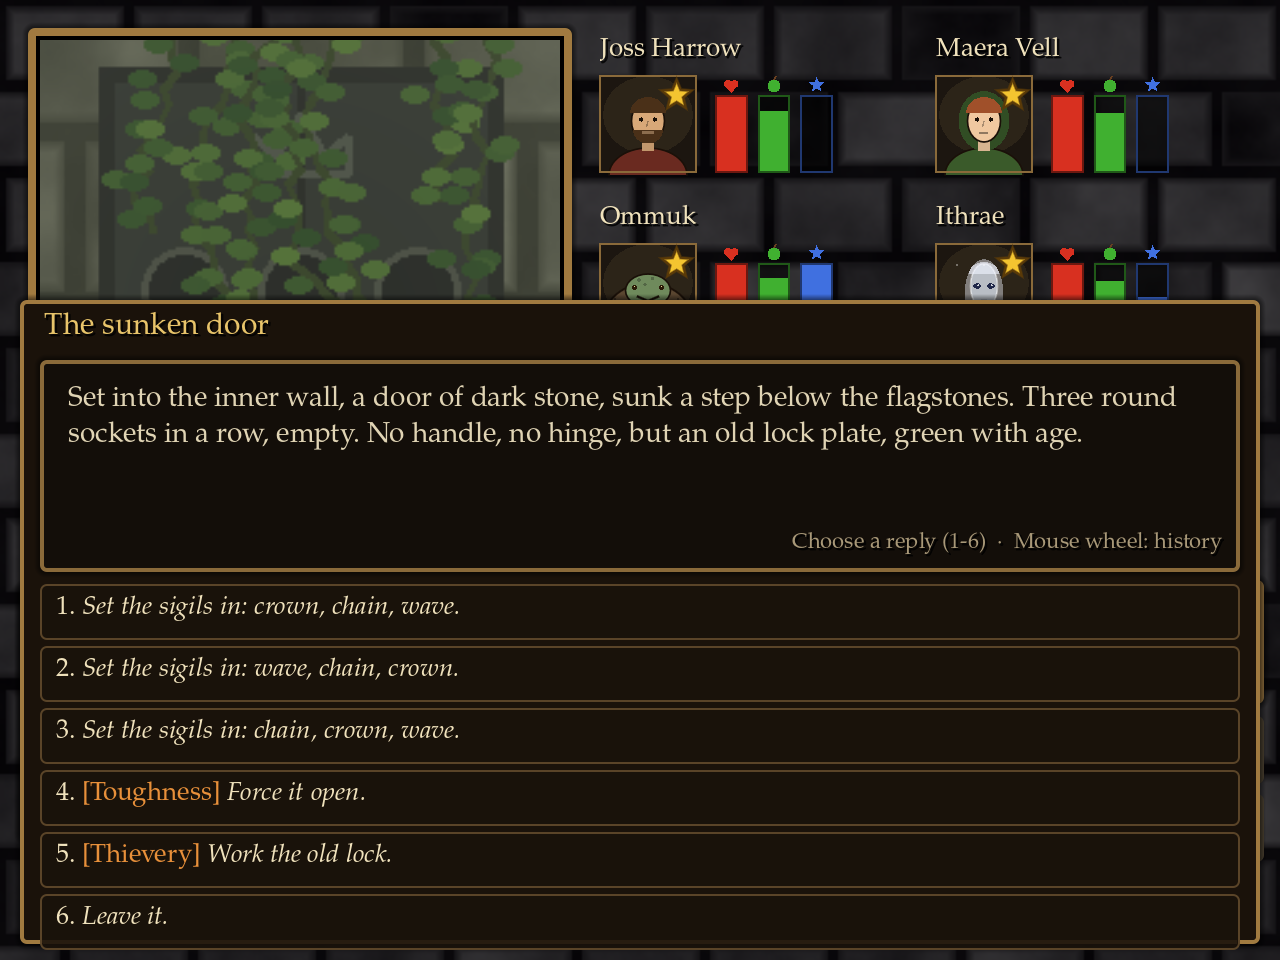 Joss Harrow
Maera Vell
Ommuk
Ithrae
The sunken door
Set into the inner wall, a door of dark stone, sunk a step below the flagstones. Three round
sockets in a row, empty. No handle, no hinge, but an old lock plate, green with age.
Choose a reply (1-6) · Mouse wheel: history
1. Set the sigils in: crown, chain, wave.
2. Set the sigils in: wave, chain, crown.
3. Set the sigils in: chain, crown, wave.
4. [Toughness] Force it open.
5. [Thievery] Work the old lock.
6. Leave it.